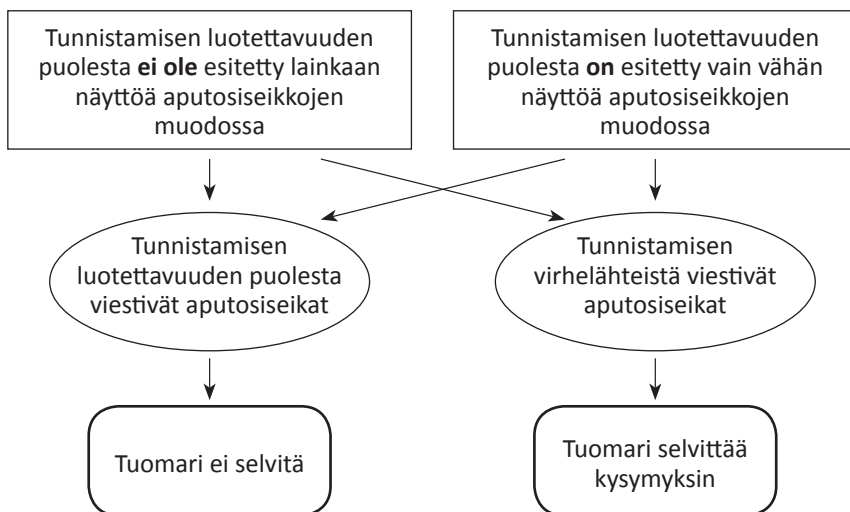 Tunnistamisen luotettavuuden
puolesta ei ole esitetty lainkaan
näyttöä aputosiseikkojen
muodossa
Tunnistamisen luotettavuuden
puolesta on esitetty vain vähän
näyttöä aputosiseikkojen
muodossa
Tunnistamisen
luotettavuuden puolesta
viestivät aputosiseikat
Tunnistamisen
virhelähteistä viestivät
aputosiseikat
Tuomari ei selvitä
Tuomari selvittää
kysymyksin